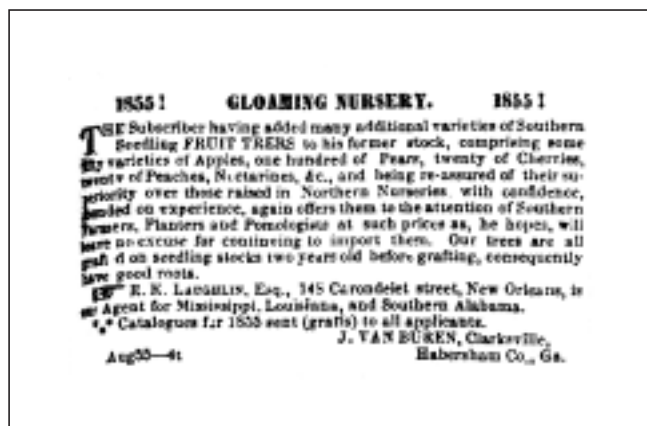 1855! GLOAMING NURSERY. 1855!
THE Subscriber having added many additional varieties of Southern
Seedling FRUIT TREES to his former stock, comprising some
varieties of Apples, one hundred of Pears, twenty of Cherries,
twenty of Peaches, Nectarines, &c., and being re-assured of their su-
periority over those raised in Northern Nurseries with confidence,
founded on experience, again offers them to the attention of Southern
Farmers, Planters and Pomologists at such prices as, he hopes, will
leave no excuse for continuing to import them. Our trees are all
graft d on seedling stocks two years old before grafting, consequently
have good roots.
R. K. LAUGHLIN, Esq., 148 Carondelet street, New Orleans, is
our Agent for Mississippi, Louisiana, and Southern Alabama.
*.* Catalogues for 1855 sent (gratis) to all applicants.
J. VAN BUREN, Clarksville,
Habersham Co., Ga.